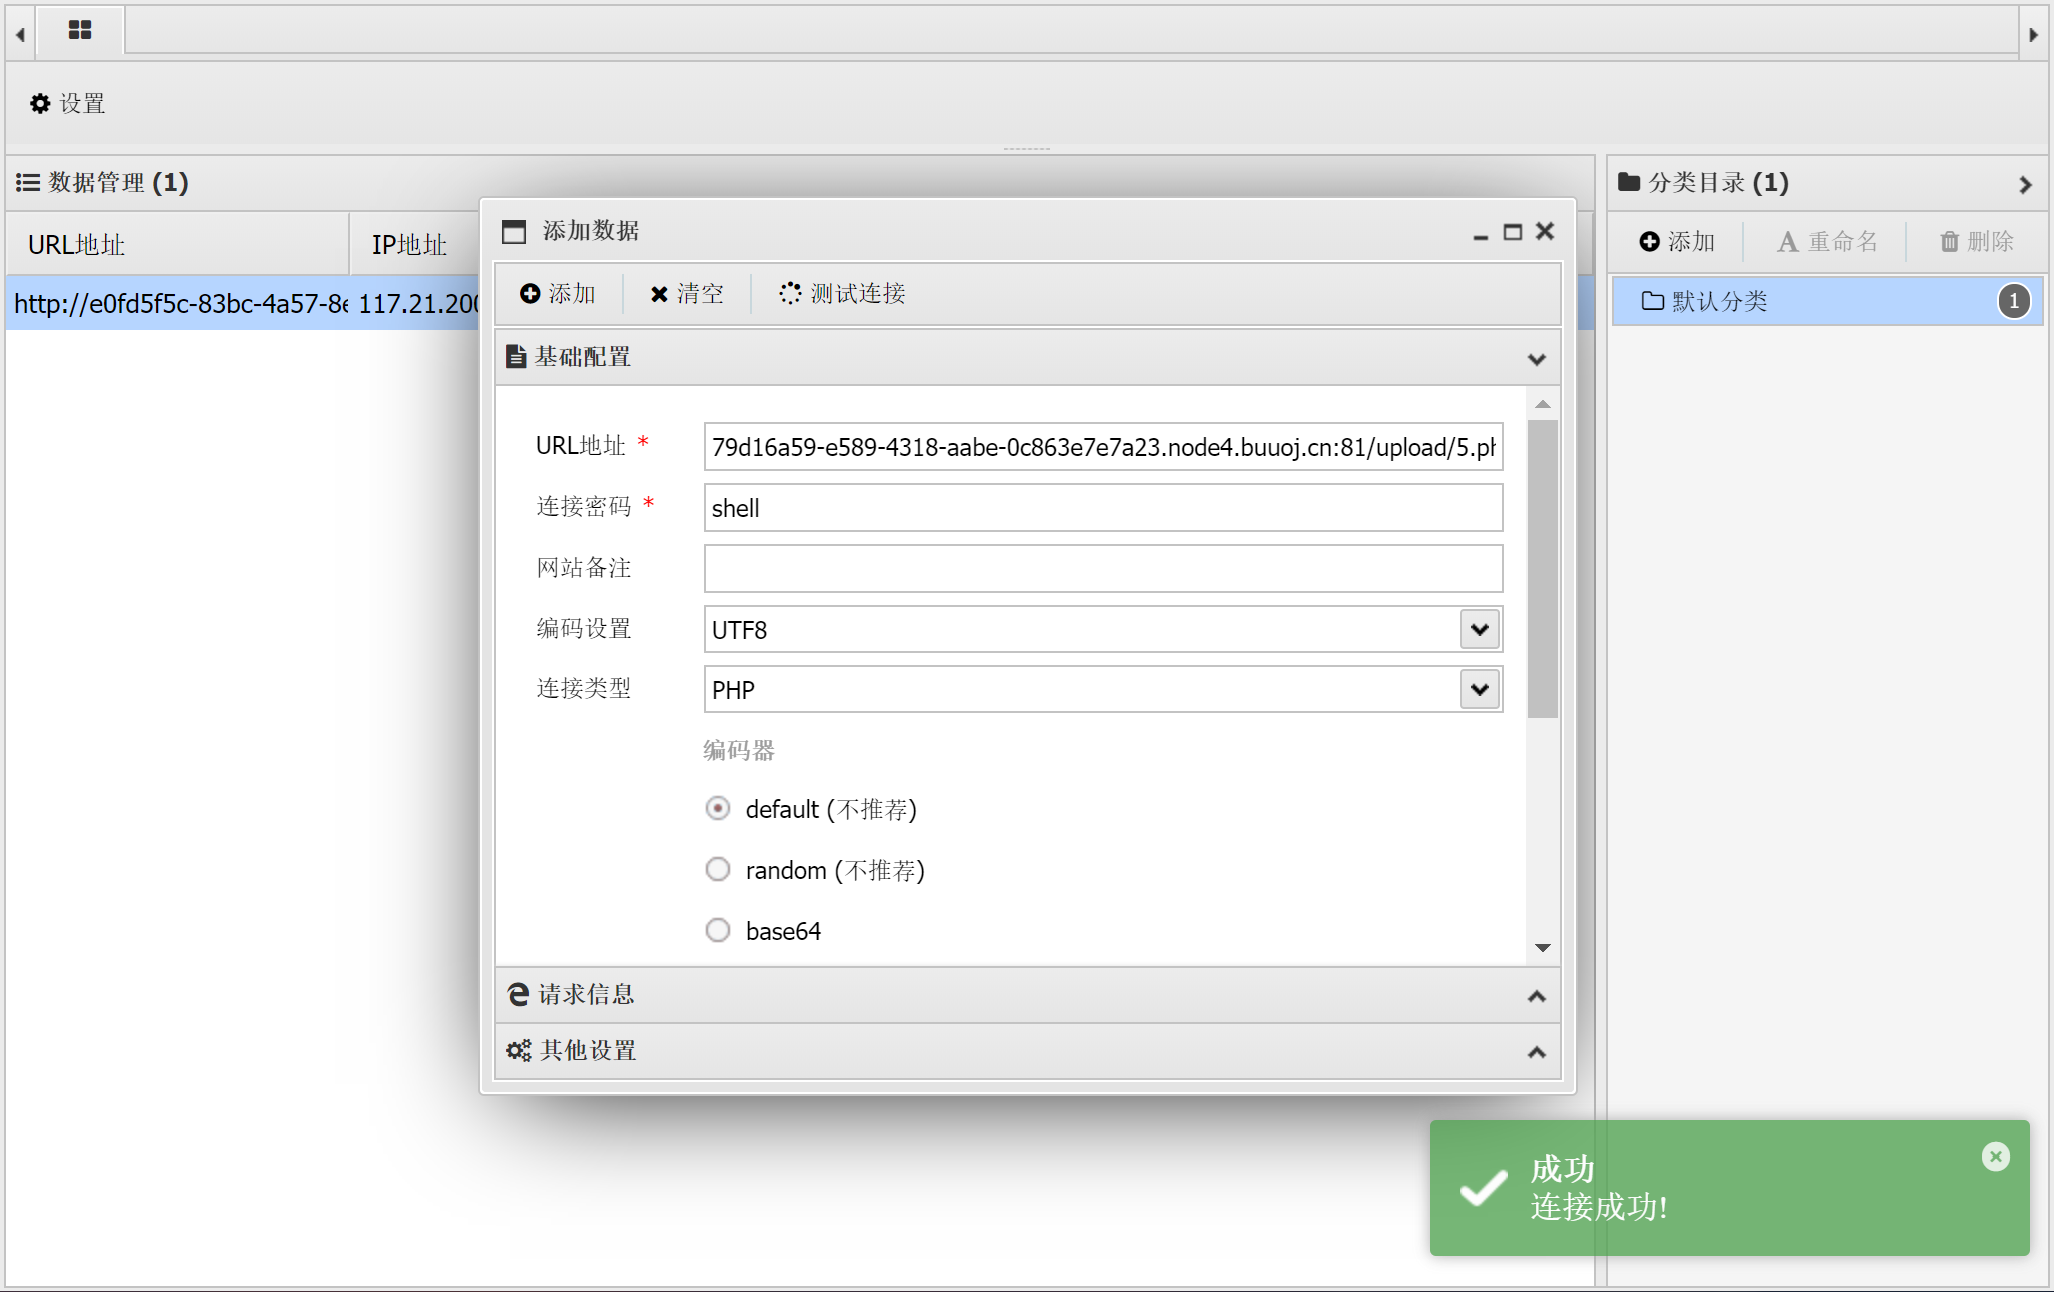 设置
数据管理 (1)
URL地址
IP地址
http://e0fd5f5c-83bc-4a57-8e
117.21.200
添加数据
添加
清空
测试连接
基础配置
URL地址 *
79d16a59-e589-4318-aabe-0c863e7e7a23.node4.buuoj.cn:81/upload/5.ph
连接密码 *
shell
网站备注
编码设置
UTF8
连接类型
PHP
编码器
default (不推荐)
random (不推荐)
base64
请求信息
其他设置
分类目录 (1)
添加
重命名
删除
默认分类
1
成功
连接成功!